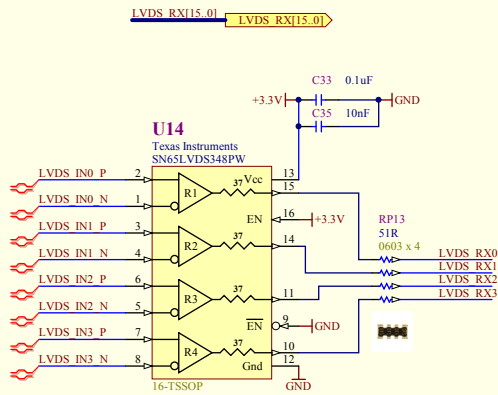 LVDS_RX[15..0]
LVDS_RX[15..0]
C33 0.1uF
+3.3V
GND
C35 10nF
U14
Texas Instruments
SN65LVDS348PW
LVDS_IN0_P 2
R1 37 Vcc
13
15
LVDS_IN0_N 1
EN 16 +3.3V
RP13
51R
0603 x 4
LVDS_IN1_P 3
R2 37
14
LVDS_IN1_N 4
LVDS_RX0
LVDS_RX1
LVDS_RX2
LVDS_RX3
LVDS_IN2_P 6
R3 37
11
LVDS_IN2_N 5
EN 9 GND
LVDS_IN3_P 7
R4 37
10
LVDS_IN3_N 8
Gnd 12
GND
16-TSSOP